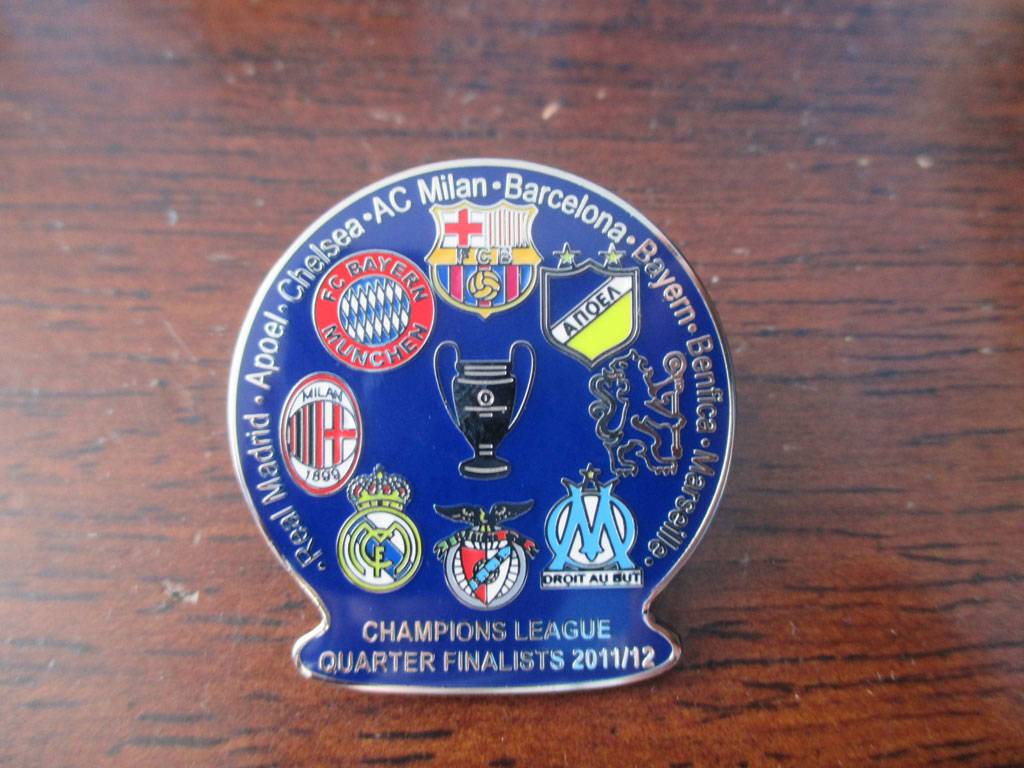 ·Real Madrid · Apoel · Chelsea · AC Milan · Barcelona · Bayern · Benfica · Marseille·
FCB
FC BAYERN
MÜNCHEN
ΑΠΟΕΛ
MILAN
1899
DROIT AU BUT
CHAMPIONS LEAGUE
QUARTER FINALISTS 2011/12